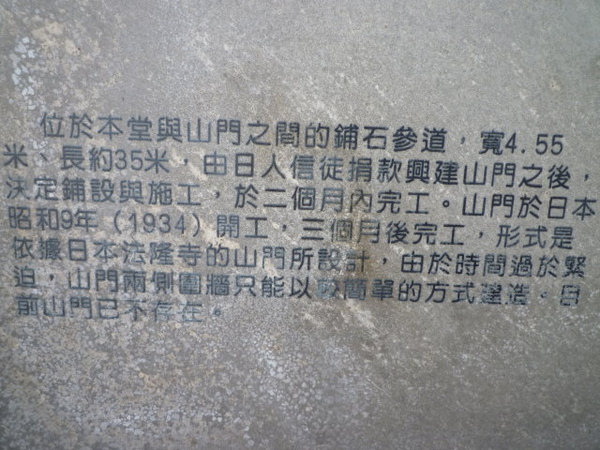 位於本堂與山門之間的鋪石參道，寬4.55
米、長約35米，由日人信徒捐款興建山門之後，
決定鋪設與施工，於二個月內完工。山門於日本
昭和9年（1934）開工，三個月後完工，形式是
依據日本法隆寺的山門所設計，由於時間過於緊
迫，山門兩側圍牆只能以較簡單的方式建造。目
前山門已不存在。